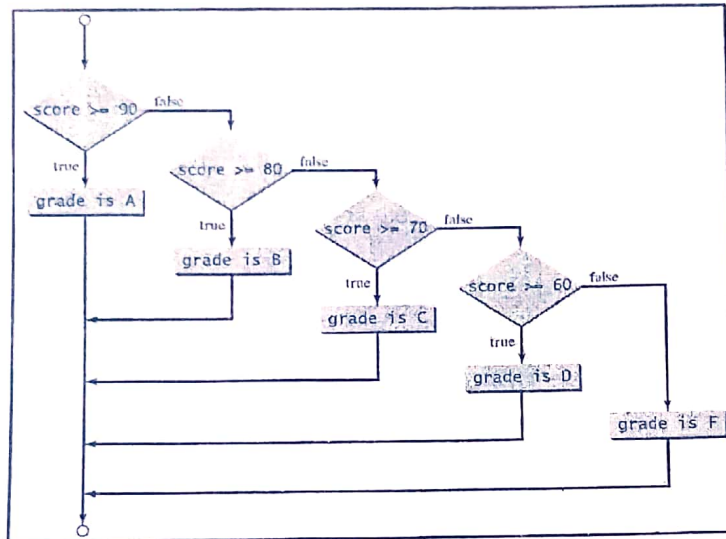 score >= 90
false
true
grade is A
score >= 80
false
true
grade is B
score >= 70
false
true
grade is C
score >= 60
false
true
grade is D
grade is F